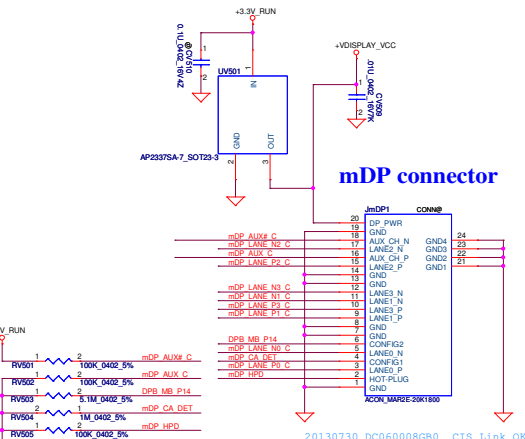 +3.3V_RUN
0.1U_0402_16V4Z
@CV510
1
2
UV501
1
IN
GND
OUT
2
3
AP2337SA-7_SOT23-3
+VDISPLAY_VCC
.01U_0402_16V7K
CV509
1
2
mDP connector
JmDP1 CONN@
20 DP_PWR
19 GND
mDP_AUX#_C 18 AUX_CH_N GND4 24
mDP_LANE_N2_C 17 LANE2_N GND3 23
mDP_AUX_C 16 AUX_CH_P GND2 22
mDP_LANE_P2_C 15 LANE2_P GND1 21
14 GND
13 GND
mDP_LANE_N3_C 12 LANE3_N
mDP_LANE_N1_C 11 LANE1_N
mDP_LANE_P3_C 10 LANE3_P
mDP_LANE_P1_C 9 LANE1_P
8 GND
7 GND
DPB_MB_P14 6 CONFIG2
mDP_LANE_N0_C 5 LANE0_N
mDP_CA_DET 4 CONFIG1
mDP_LANE_P0_C 3 LANE0_P
mDP_HPD 2 HOT-PLUG
1 GND
ACON_MAR2E-20K1800
V_RUN
1 2 mDP_AUX#_C
RV501 100K_0402_5%
1 2 mDP_AUX_C
RV502 100K_0402_5%
1 2 DPB_MB_P14
RV503 5.1M_0402_5%
2 1 mDP_CA_DET
RV504 1M_0402_5%
1 2 mDP_HPD
RV505 100K_0402_5%
20130730 DC060008GB0 CIS Link OK